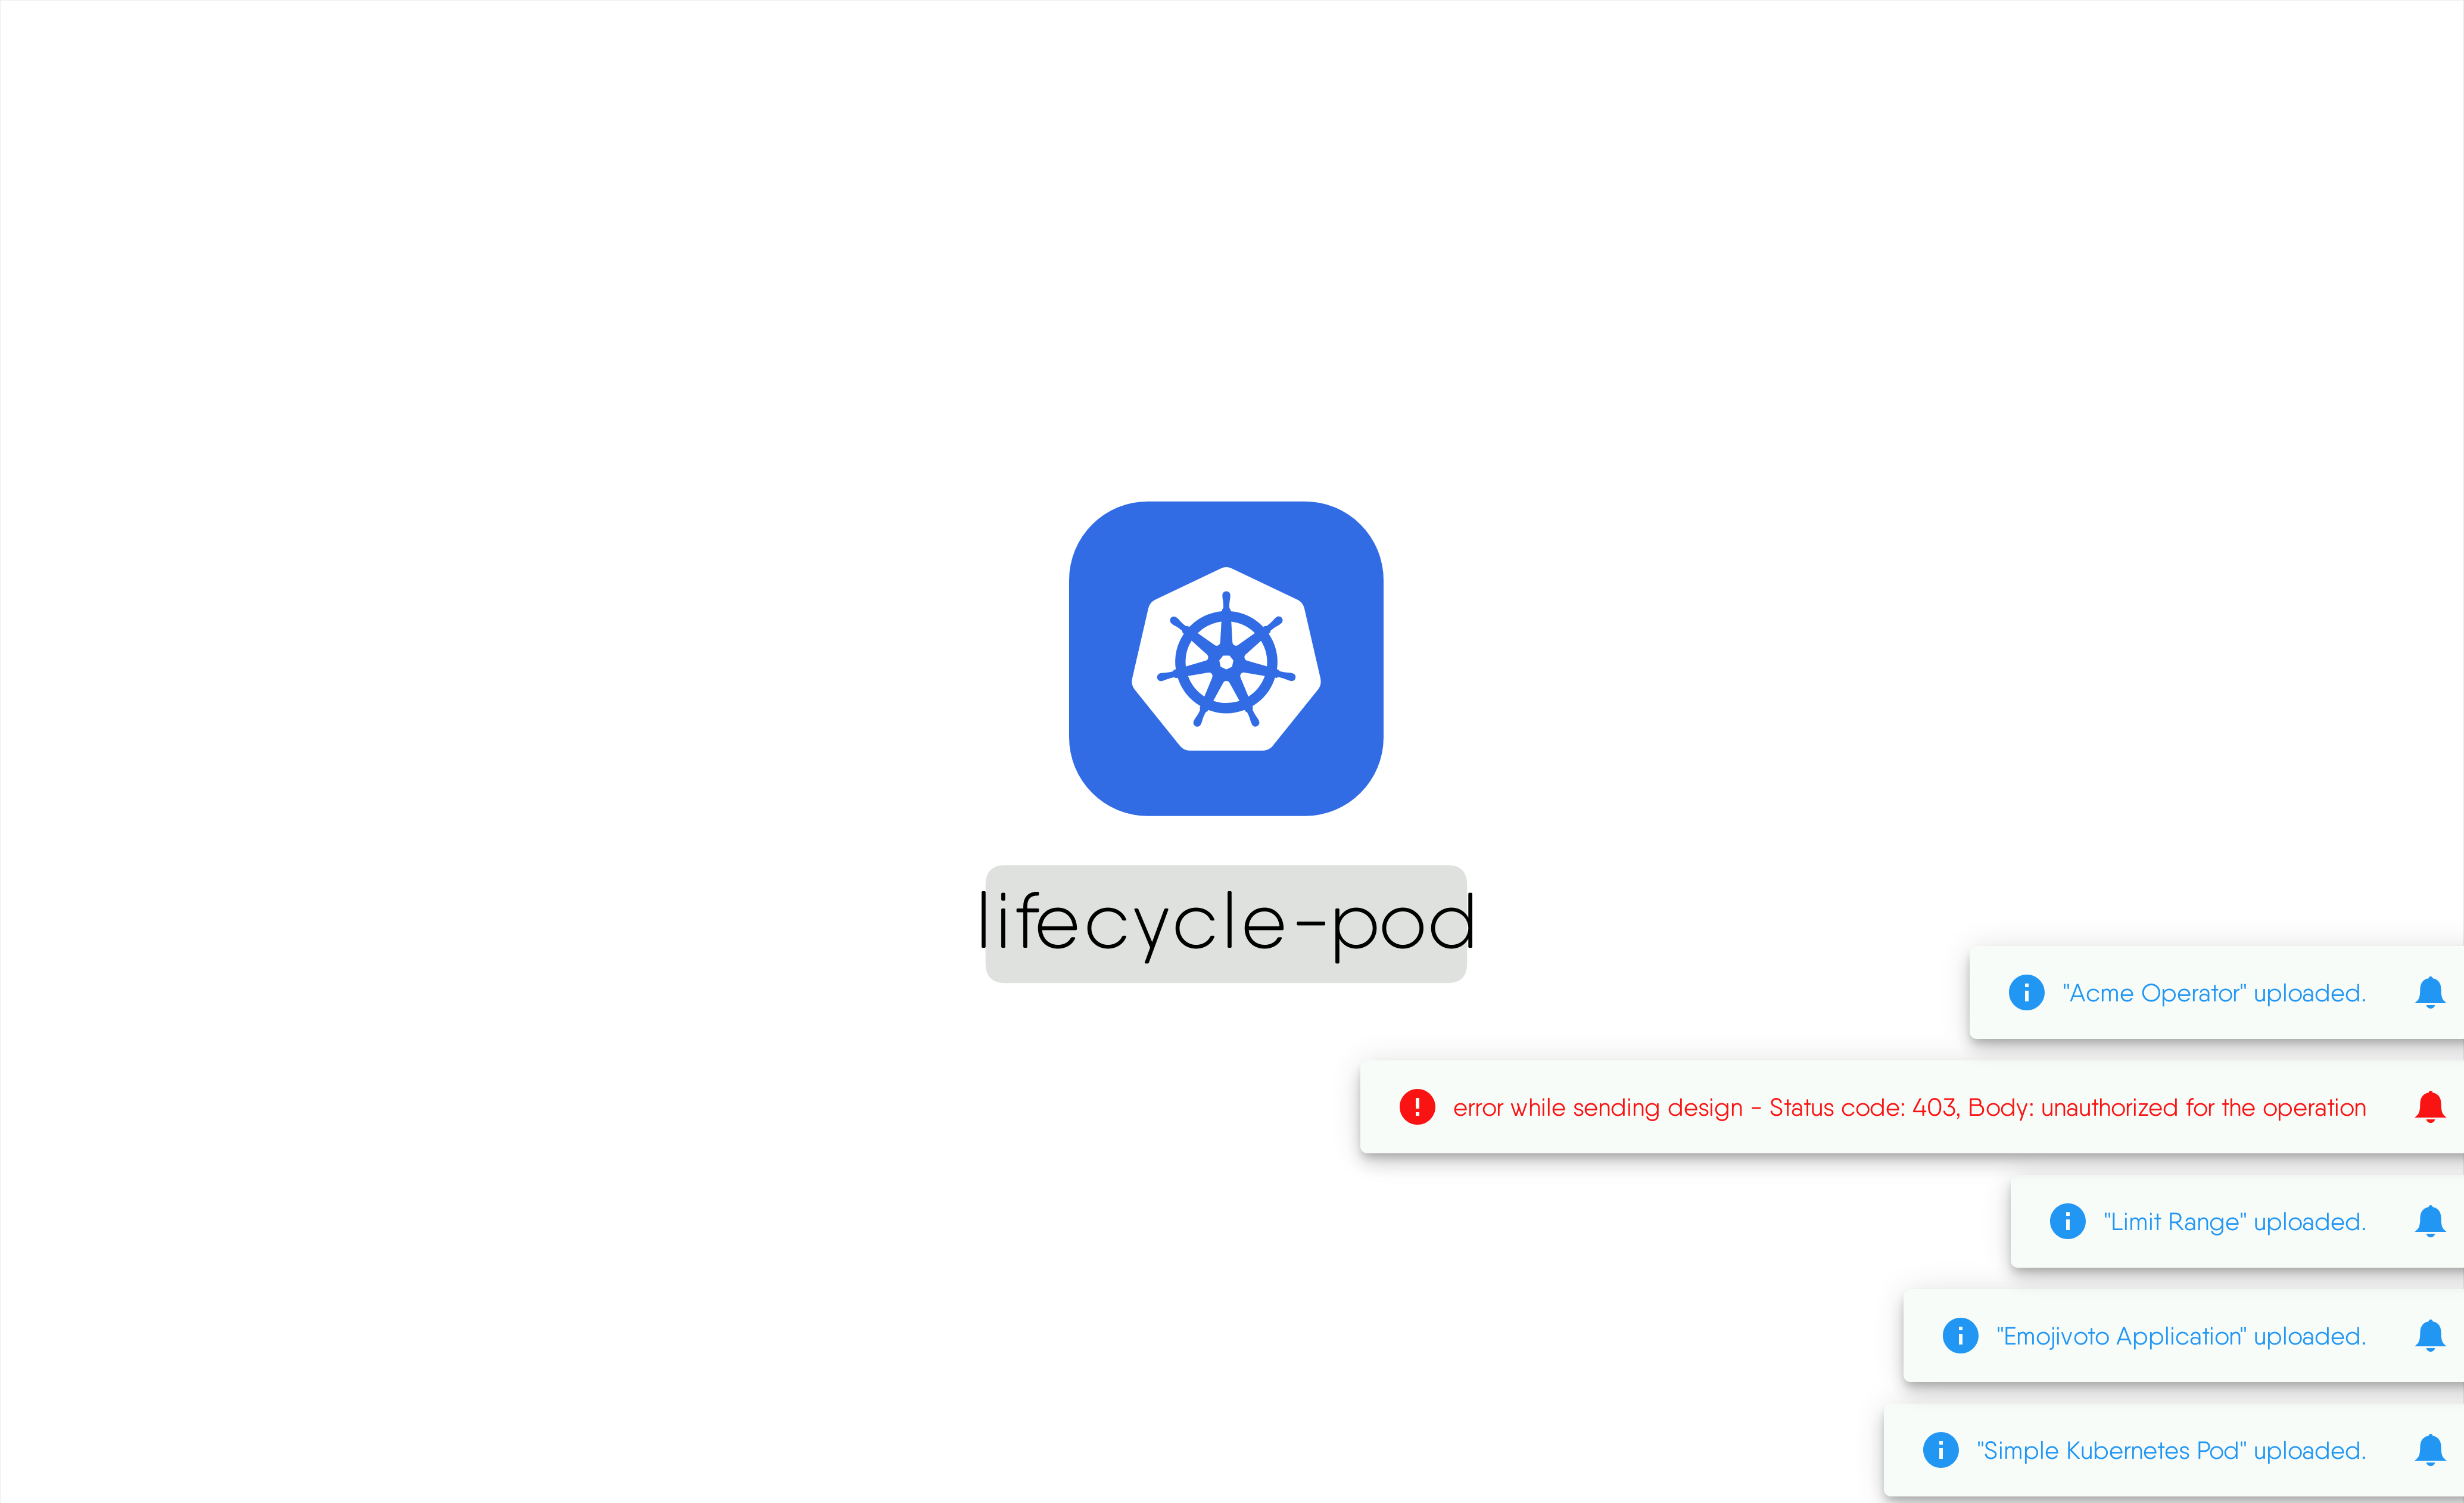 lifecycle-pod
"Acme Operator" uploaded.
error while sending design - Status code: 403, Body: unauthorized for the operation
"Limit Range" uploaded.
"Emojivoto Application" uploaded.
"Simple Kubernetes Pod" uploaded.